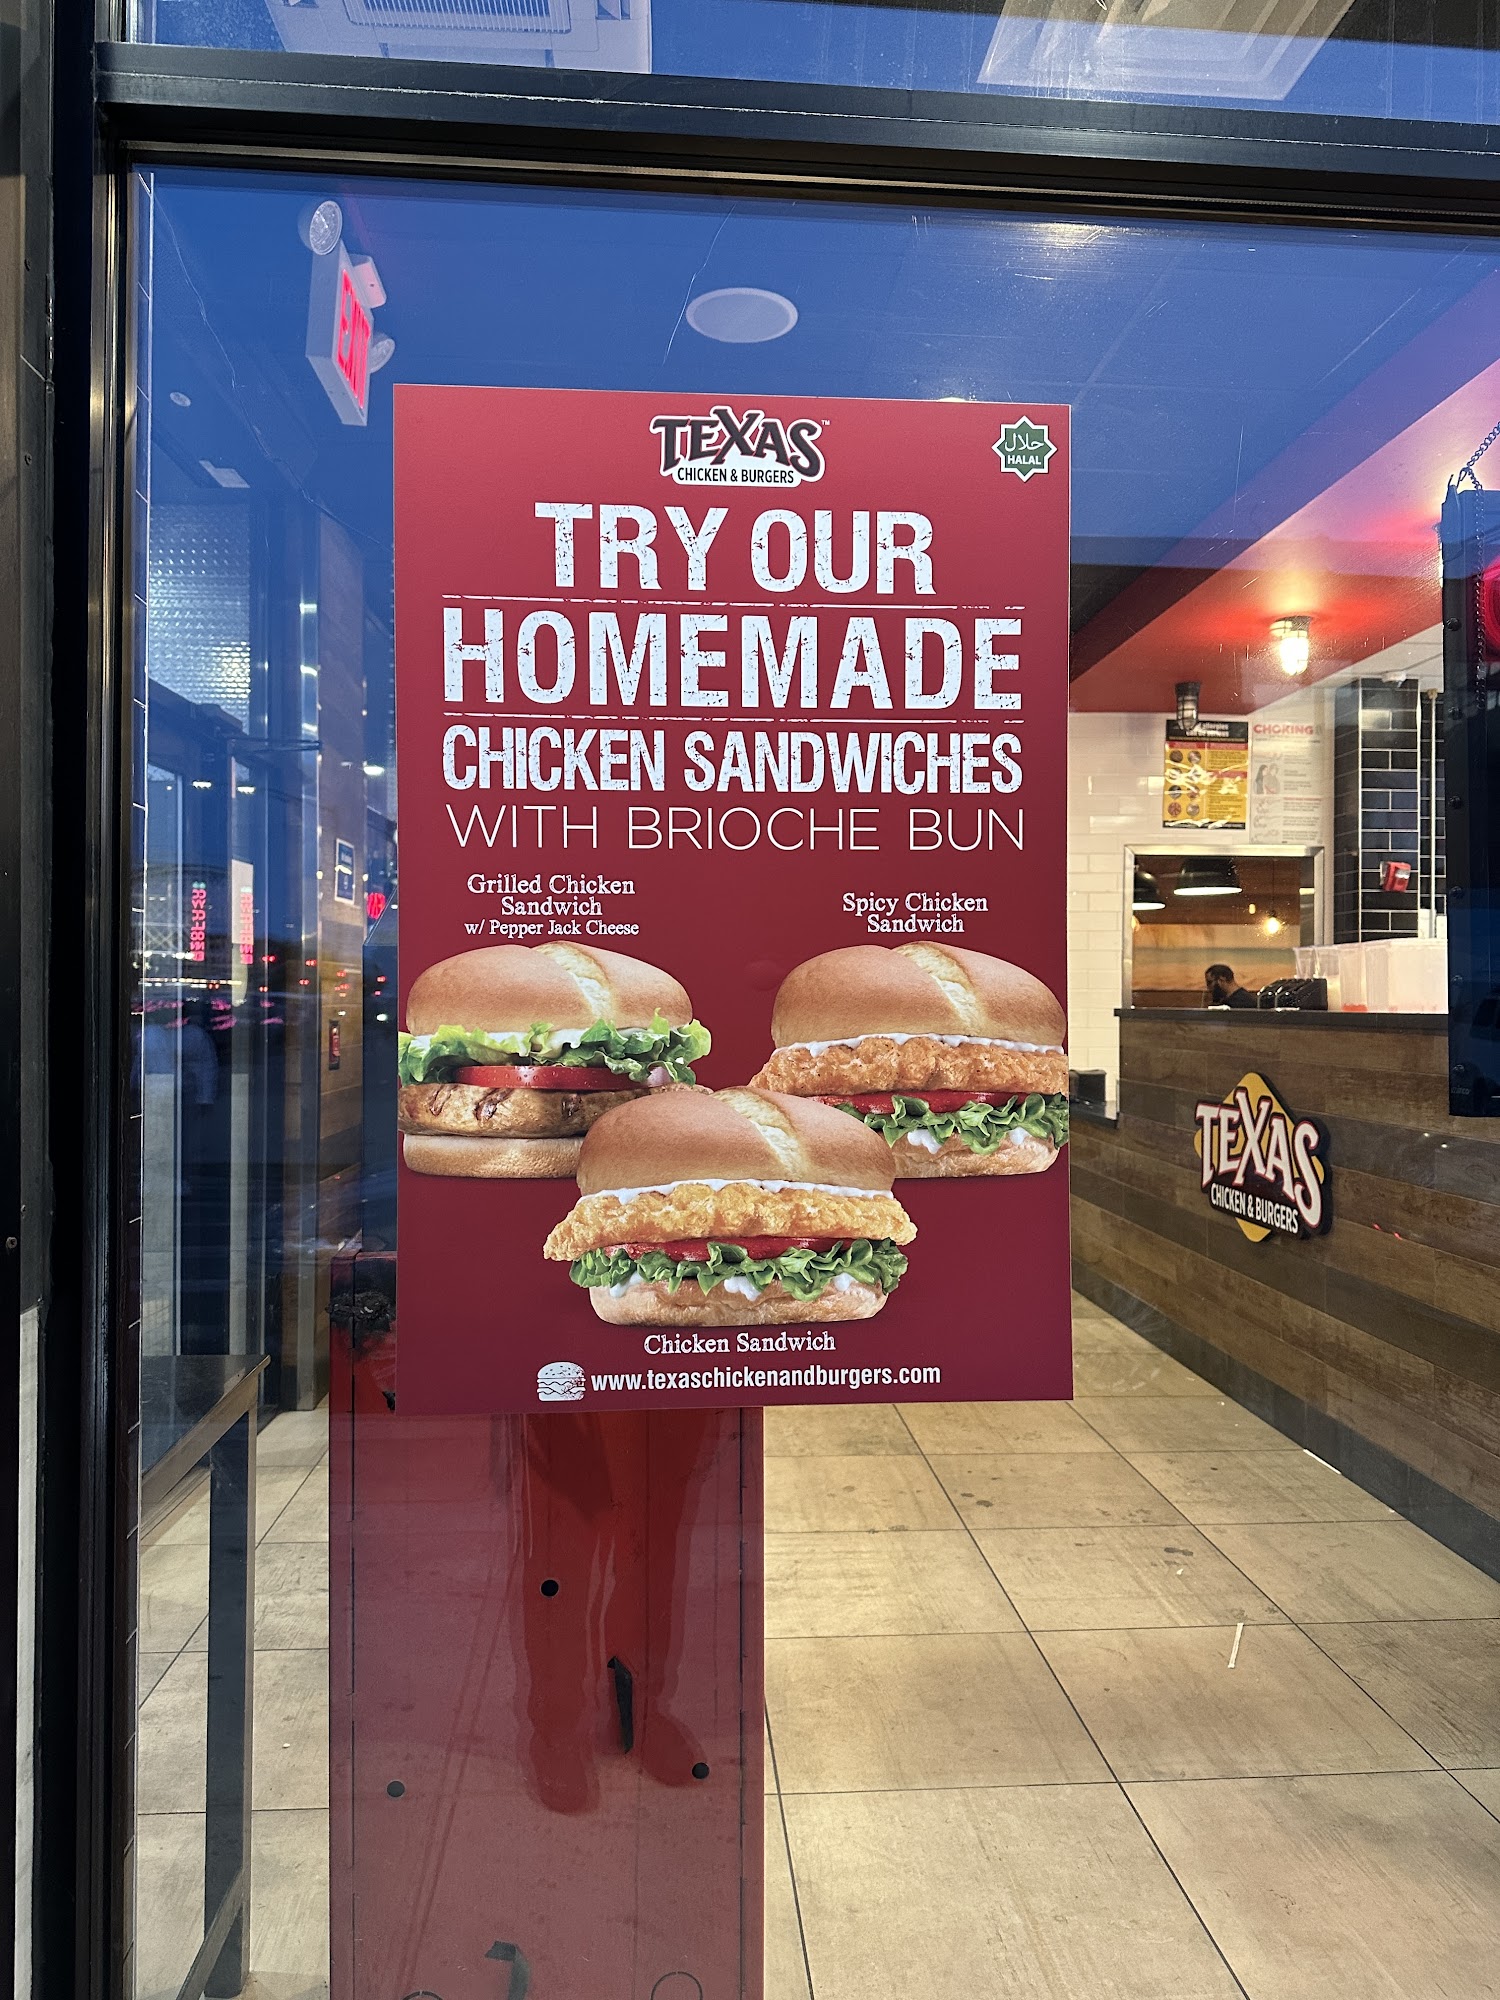 EXIT
TEXAS™
CHICKEN & BURGERS
حلال
HALAL
TRY OUR
HOMEMADE
CHICKEN SANDWICHES
WITH BRIOCHE BUN
Grilled Chicken
Sandwich
w/ Pepper Jack Cheese
Spicy Chicken
Sandwich
Chicken Sandwich
www.texaschickenandburgers.com
CHOKING
TEXAS
CHICKEN & BURGERS